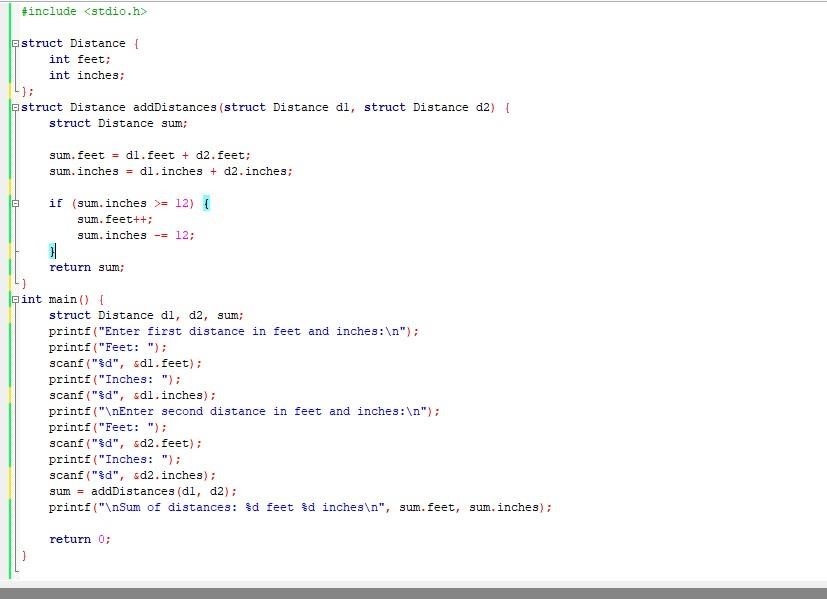 #include <stdio.h>

struct Distance {
    int feet;
    int inches;
};
struct Distance addDistances(struct Distance d1, struct Distance d2) {
    struct Distance sum;

    sum.feet = d1.feet + d2.feet;
    sum.inches = d1.inches + d2.inches;

    if (sum.inches >= 12) {
        sum.feet++;
        sum.inches -= 12;
    }
    return sum;
}
int main() {
    struct Distance d1, d2, sum;
    printf("Enter first distance in feet and inches:\n");
    printf("Feet: ");
    scanf("%d", &d1.feet);
    printf("Inches: ");
    scanf("%d", &d1.inches);
    printf("\nEnter second distance in feet and inches:\n");
    printf("Feet: ");
    scanf("%d", &d2.feet);
    printf("Inches: ");
    scanf("%d", &d2.inches);
    sum = addDistances(d1, d2);
    printf("\nSum of distances: %d feet %d inches\n", sum.feet, sum.inches);

    return 0;
}